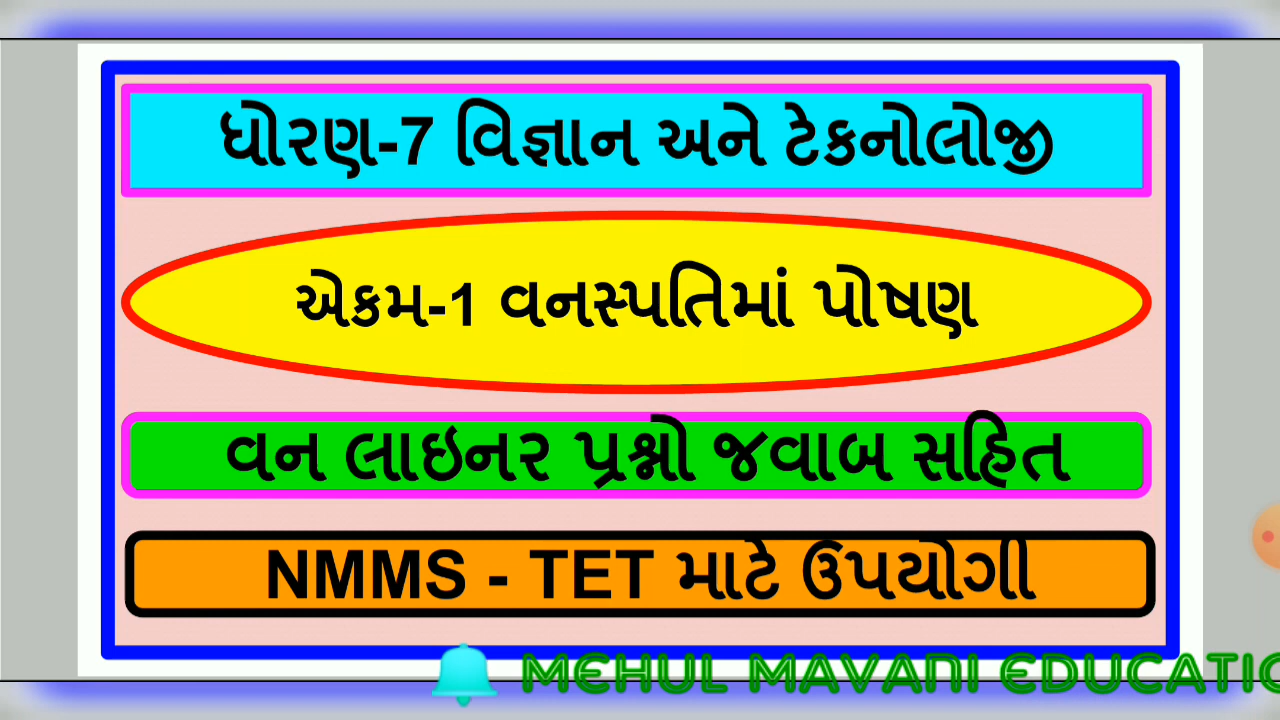 ધોરણ-7 વિજ્ઞાન અને ટેકનોલોજી
એકમ-1 વનસ્પતિમાં પોષણ
વન લાઇનર પ્રશ્નો જવાબ સહિત
NMMS - TET માટે ઉપયોગી
MEHUL MAVANI EDUCATIO